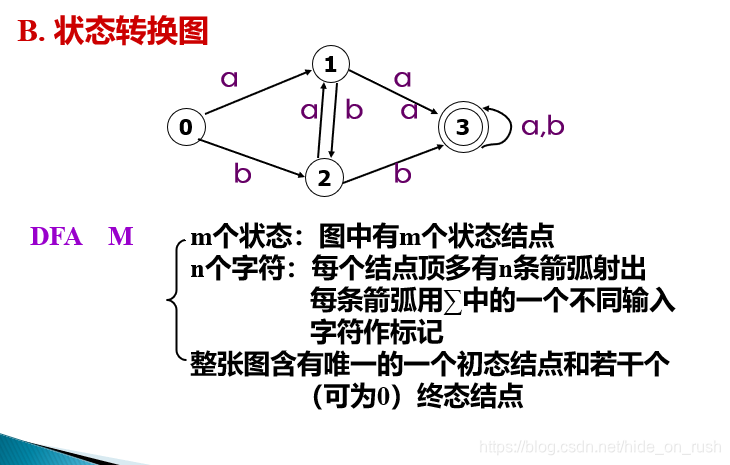 B. 状态转换图
1
a
a
a
b
a
0
3
a,b
b
2
b
DFA M
m个状态：图中有m个状态结点
n个字符：每个结点顶多有n条箭弧射出
每条箭弧用∑中的一个不同输入
字符作标记
整张图含有唯一的一个初态结点和若干个
（可为0）终态结点
https://blog.csdn.net/hide_on_rush